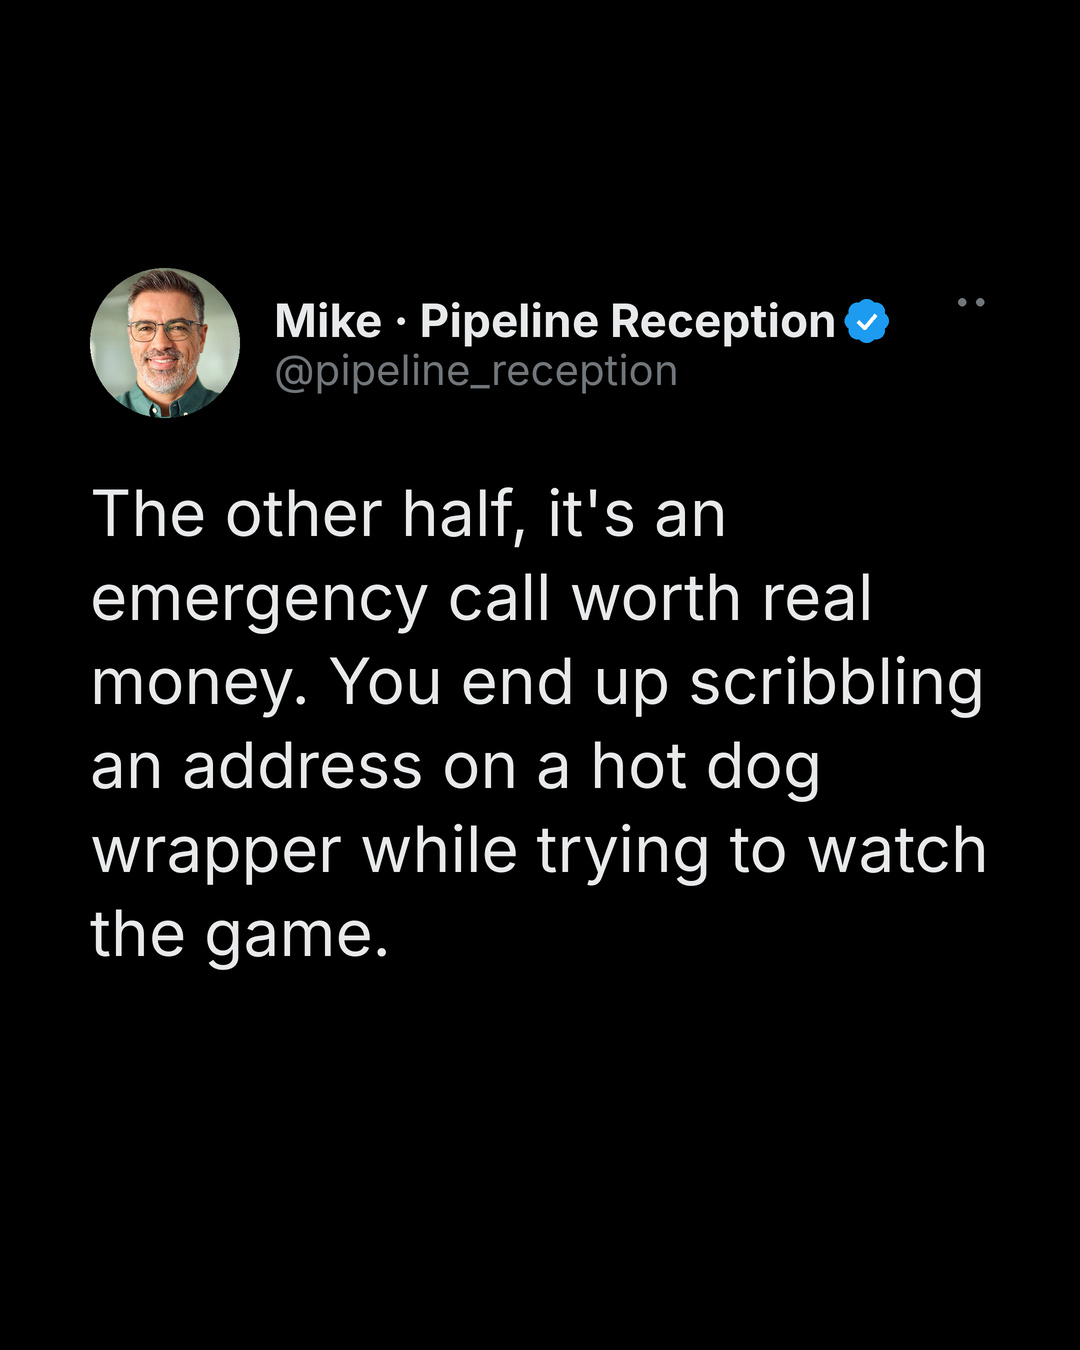 Mike · Pipeline Reception
@pipeline_reception
The other half, it's an
emergency call worth real
money. You end up scribbling
an address on a hot dog
wrapper while trying to watch
the game.